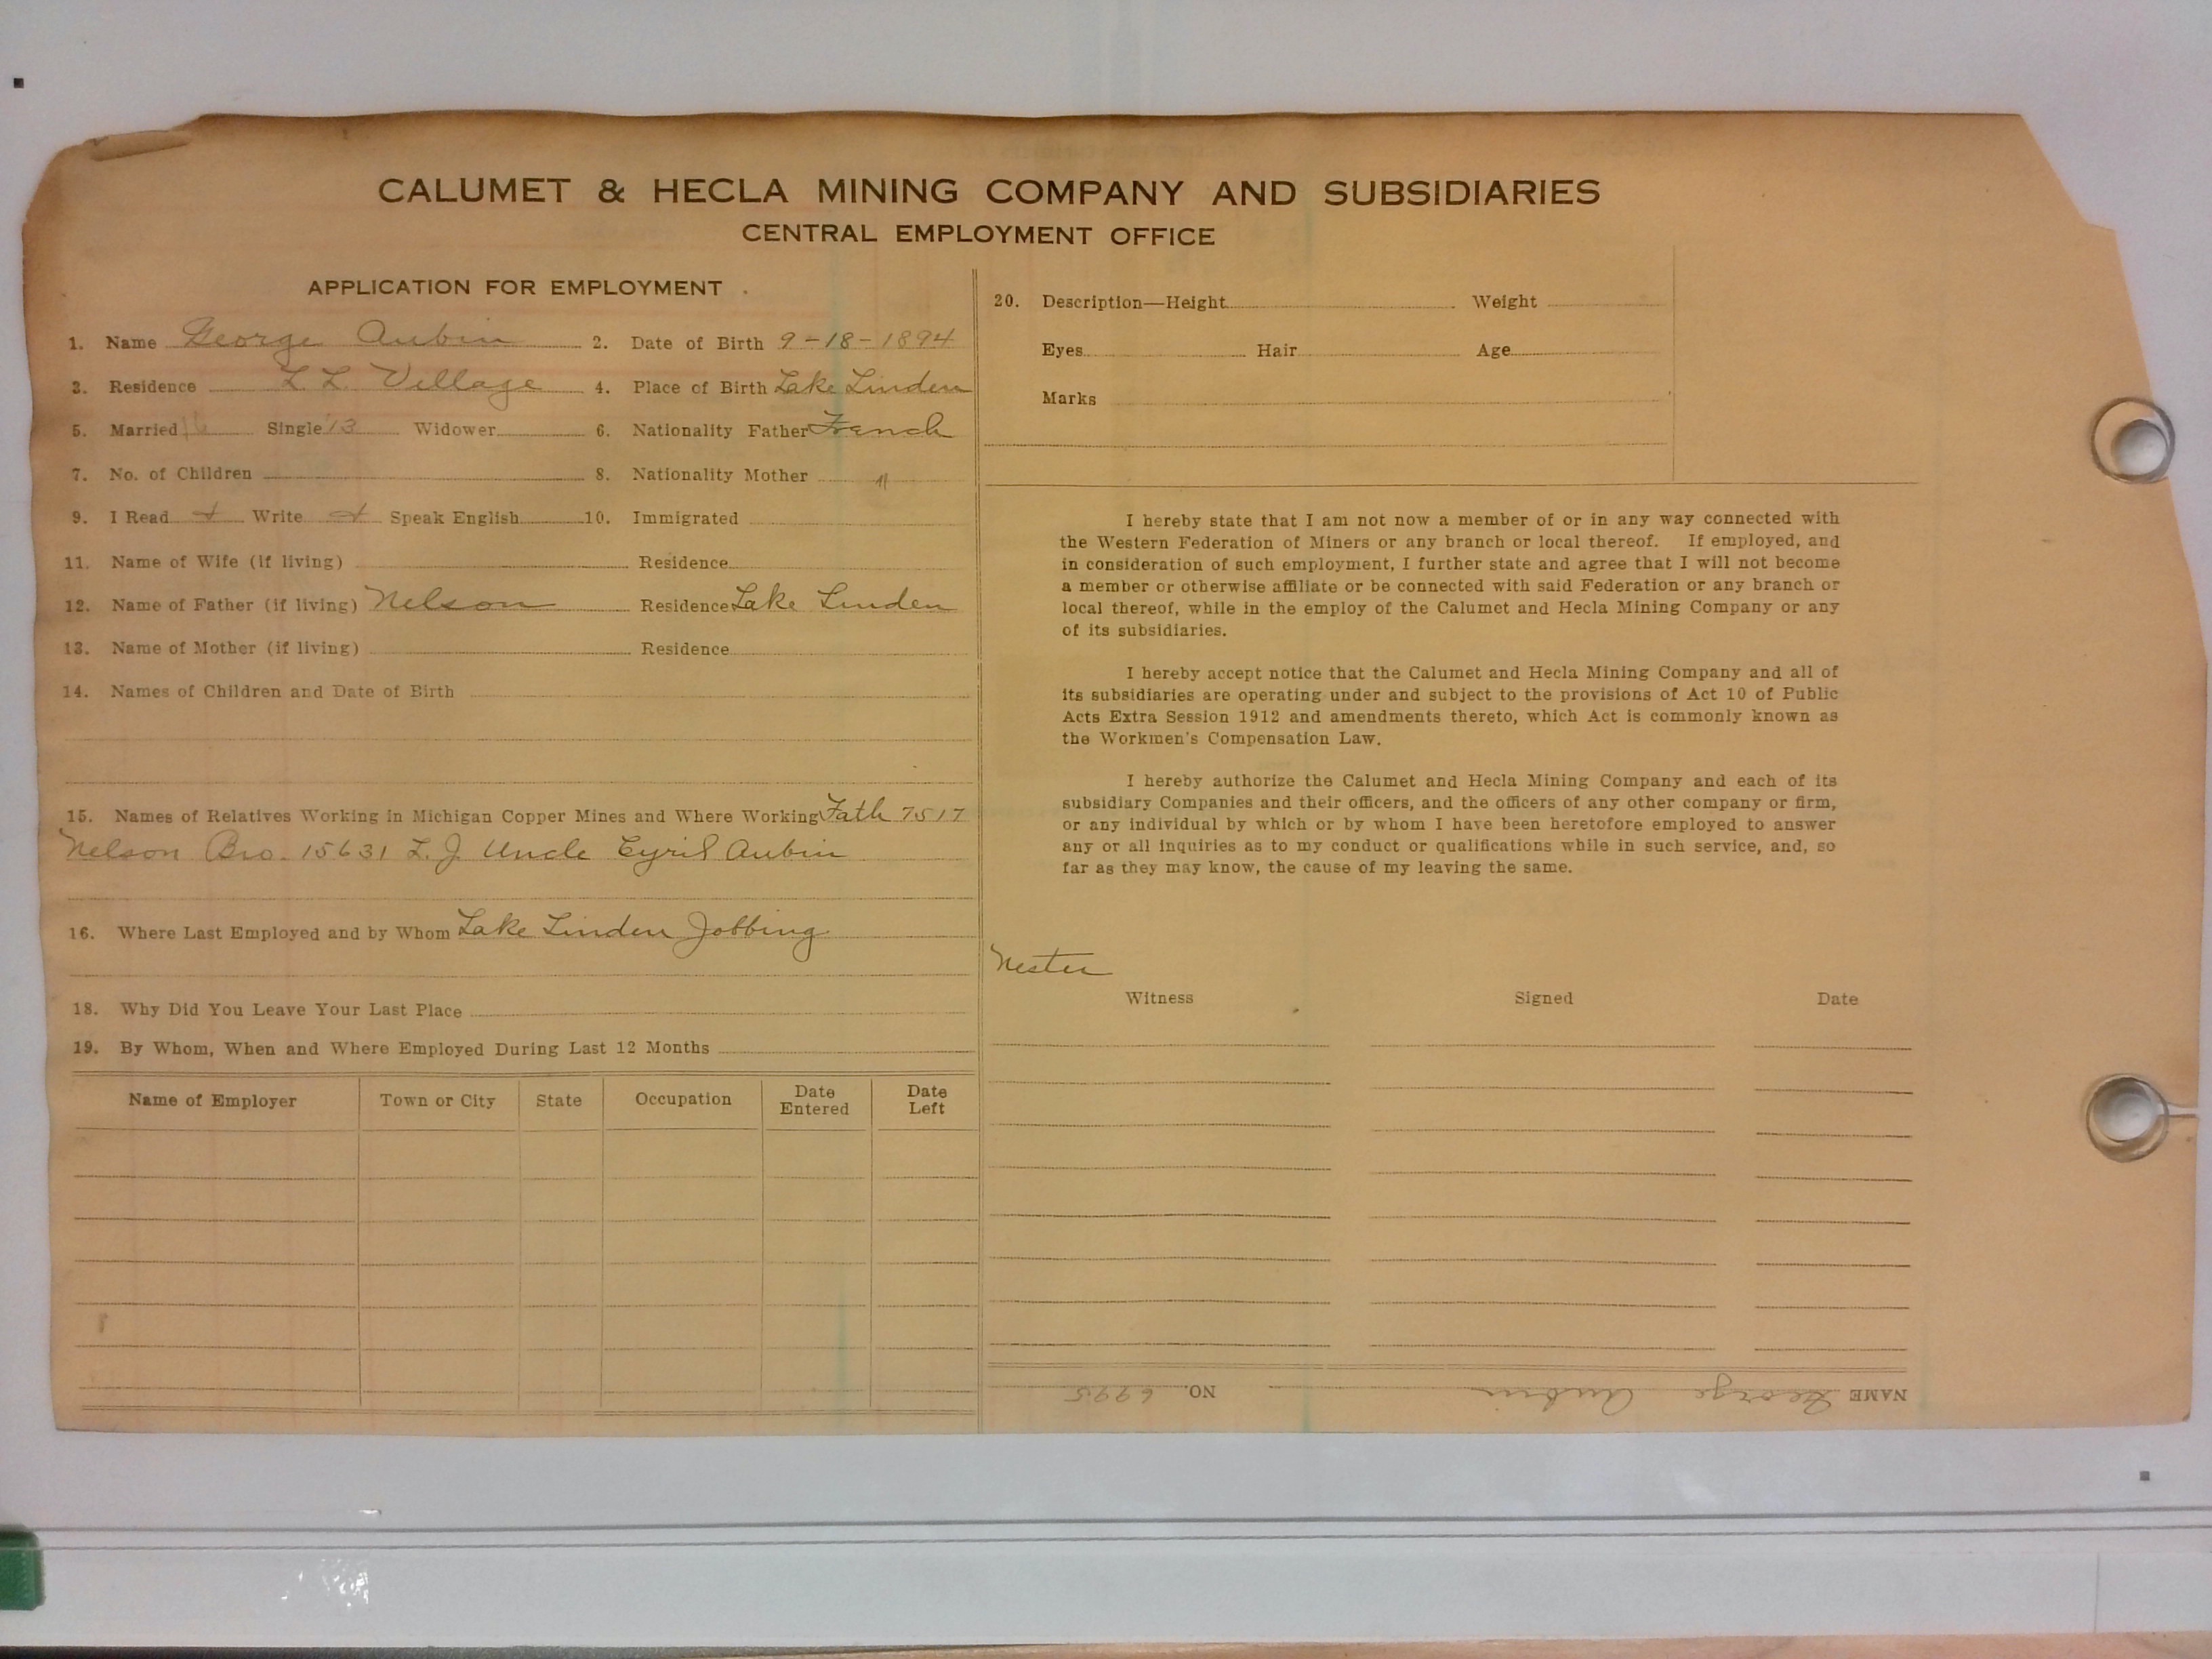 CALUMET & HECLA MINING COMPANY AND SUBSIDIARIES
CENTRAL EMPLOYMENT OFFICE
APPLICATION FOR EMPLOYMENT
1. Name George Aubin 2. Date of Birth 9-18-1894
3. Residence L L Village 4. Place of Birth Lake Linden
5. Married 16 Single '13 Widower 6. Nationality Father French
7. No. of Children 8. Nationality Mother "
9. I Read Write Speak English 10. Immigrated
11. Name of Wife (if living) Residence
12. Name of Father (if living) Nelson Residence Lake Linden
13. Name of Mother (if living) Residence
14. Names of Children and Date of Birth
15. Names of Relatives Working in Michigan Copper Mines and Where Working Fath 7517
Nelson Bro. 15631 L. J. Uncle Cyril Aubin
16. Where Last Employed and by Whom Lake Linden Jobbing
18. Why Did You Leave Your Last Place
19. By Whom, When and Where Employed During Last 12 Months
Name of Employer Town or City State Occupation Date Entered Date Left
20. Description—Height Weight
Eyes Hair Age
Marks
I hereby state that I am not now a member of or in any way connected with
the Western Federation of Miners or any branch or local thereof. If employed, and
in consideration of such employment, I further state and agree that I will not become
a member or otherwise affiliate or be connected with said Federation or any branch or
local thereof, while in the employ of the Calumet and Hecla Mining Company or any
of its subsidiaries.
I hereby accept notice that the Calumet and Hecla Mining Company and all of
its subsidiaries are operating under and subject to the provisions of Act 10 of Public
Acts Extra Session 1912 and amendments thereto, which Act is commonly known as
the Workmen's Compensation Law.
I hereby authorize the Calumet and Hecla Mining Company and each of its
subsidiary Companies and their officers, and the officers of any other company or firm,
or any individual by which or by whom I have been heretofore employed to answer
any or all inquiries as to my conduct or qualifications while in such service, and, so
far as they may know, the cause of my leaving the same.
Nester
Witness Signed Date
NAME George Aubin NO. 6995